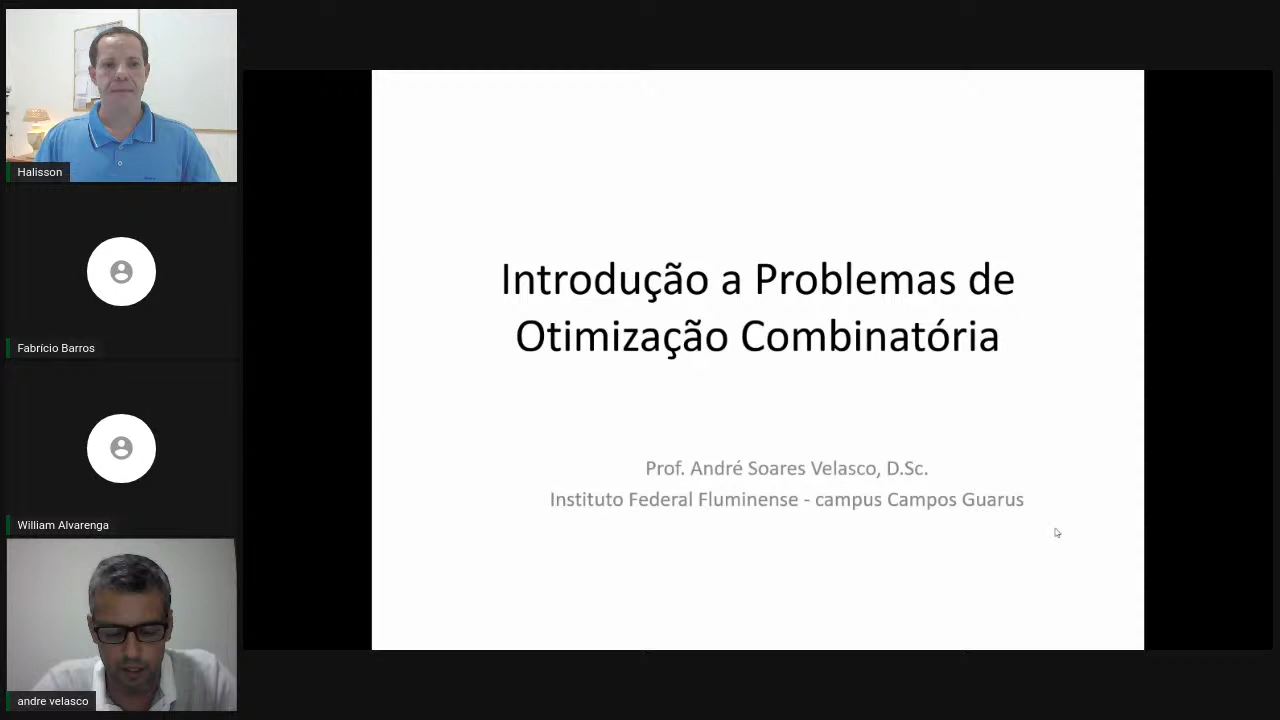 Halisson
Fabrício Barros
William Alvarenga
andre velasco
Introdução a Problemas de
Otimização Combinatória
Prof. André Soares Velasco, D.Sc.
Instituto Federal Fluminense - campus Campos Guarus